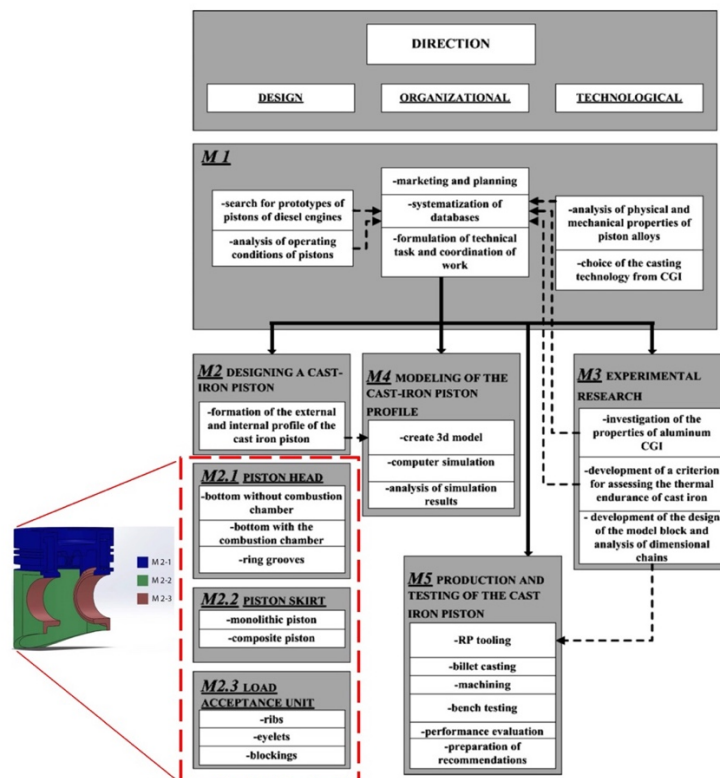 DIRECTION
DESIGN
ORGANIZATIONAL
TECHNOLOGICAL
M 1
-search for prototypes of
pistons of diesel engines
-analysis of operating
conditions of pistons
-marketing and planning
-systematization of
databases
-formulation of technical
task and coordination of
work
-analysis of physical and
mechanical properties of
piston alloys
-choice of the casting
technology from CGI
M2 DESIGNING A CAST-
IRON PISTON
-formation of the external
and internal profile of the
cast iron piston
M4 MODELING OF THE
CAST-IRON PISTON
PROFILE
-create 3d model
-computer simulation
-analysis of simulation
results
M3 EXPERIMENTAL
RESEARCH
-investigation of the
properties of aluminum
CGI
-development of a criterion
for assessing the thermal
endurance of cast iron
- development of the design
of the model block and
analysis of dimensional
chains
M2.1 PISTON HEAD
-bottom without combustion
chamber
-bottom with the
combustion chamber
-ring grooves
M2.2 PISTON SKIRT
-monolithic piston
-composite piston
M2.3 LOAD
ACCEPTANCE UNIT
-ribs
-eyelets
-blockings
M 2-1
M 2-2
M 2-3
M5 PRODUCTION AND
TESTING OF THE CAST
IRON PISTON
-RP tooling
-billet casting
-machining
-bench testing
-performance evaluation
-preparation of
recommendations